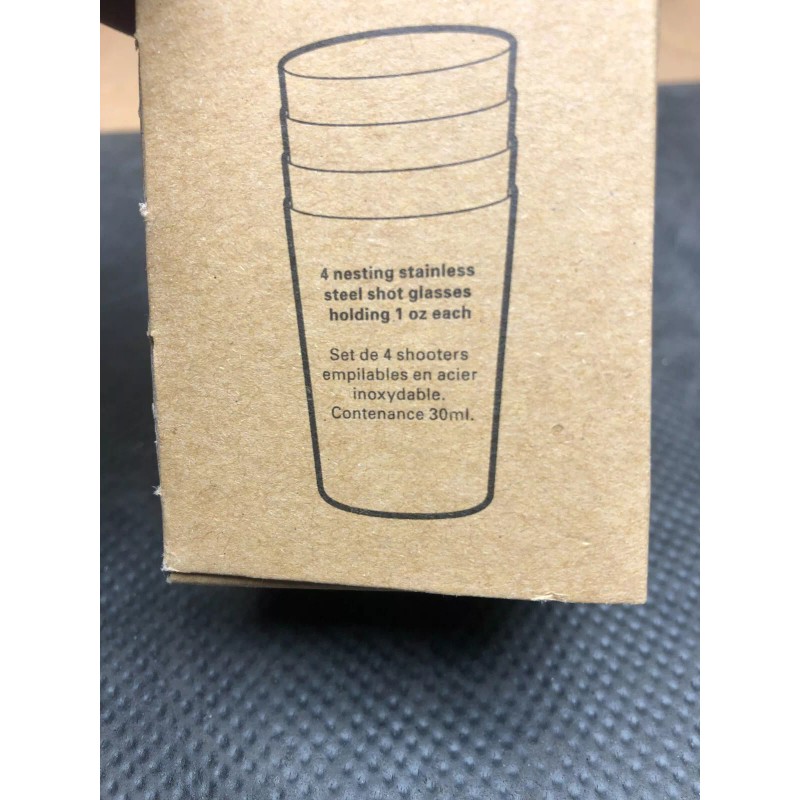 4 nesting stainless
steel shot glasses
holding 1 oz each
Set de 4 shooters
empilables en acier
inoxydable.
Contenance 30ml.